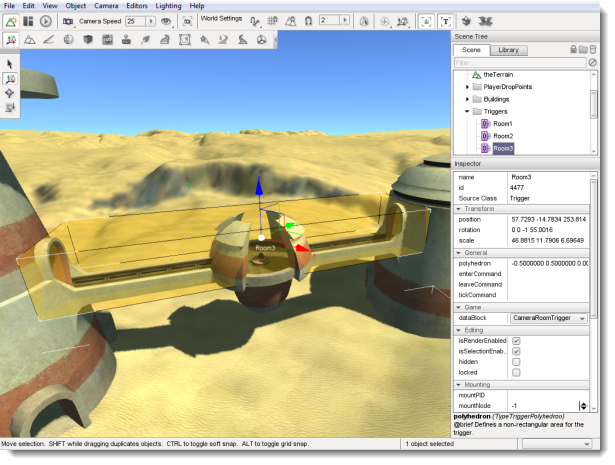 File Edit View Object Camera Editors Lighting Help
Camera Speed 25 World Settings 2
T
Scene Tree
Scene Library
Filter...
theTerrain
PlayerDropPoints
Buildings
Triggers
Room1
Room2
Room3
Inspector
name Room3
id 4477
Source Class Trigger
Transform
position 57.7293 -14.7834 253.814
rotation 0 0 -1 55.0016
scale 46.8815 11.7906 6.69649
General
polyhedron -0.5000000 0.5000000 0.00
enterCommand
leaveCommand
tickCommand
Game
dataBlock CameraRoomTrigger
Editing
isRenderEnabled
isSelectionEnab...
hidden
locked
Mounting
mountPID
mountNode -1
polyhedron (TypeTriggerPolyhedron)
@brief Defines a non-rectangular area for the
trigger.
Room3
Move selection. SHIFT while dragging duplicates objects. CTRL to toggle soft snap. ALT to toggle grid snap. 1 object selected